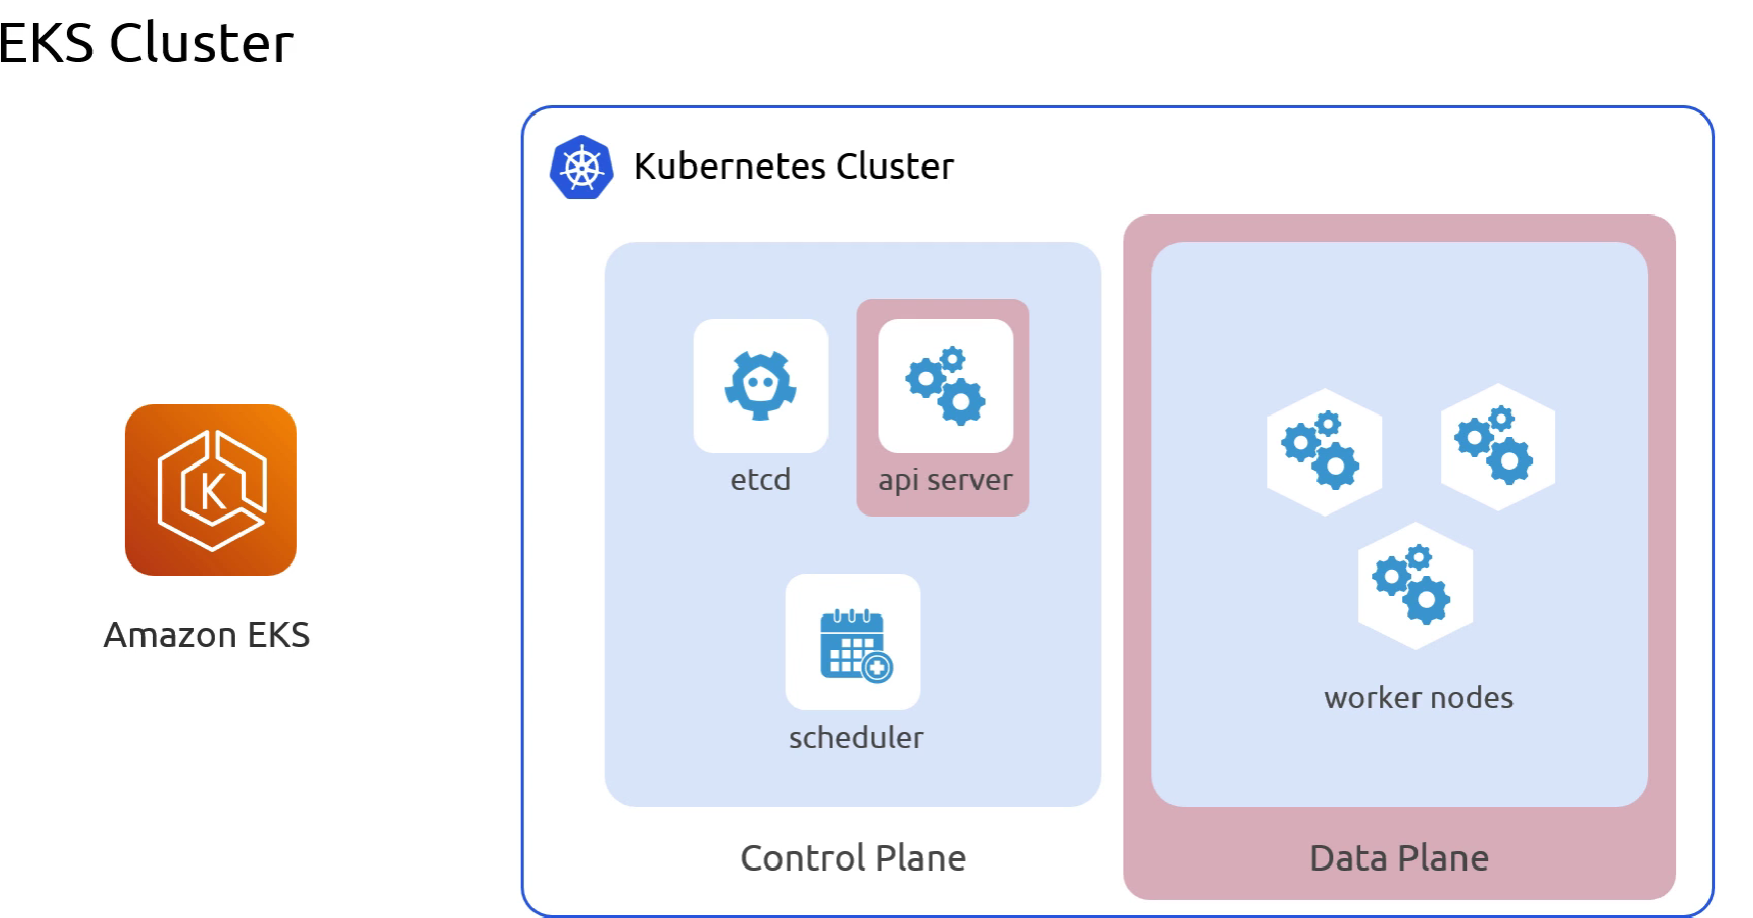 EKS Cluster
Kubernetes Cluster
etcd
api server
K
Amazon EKS
worker nodes
scheduler
Control Plane
Data Plane